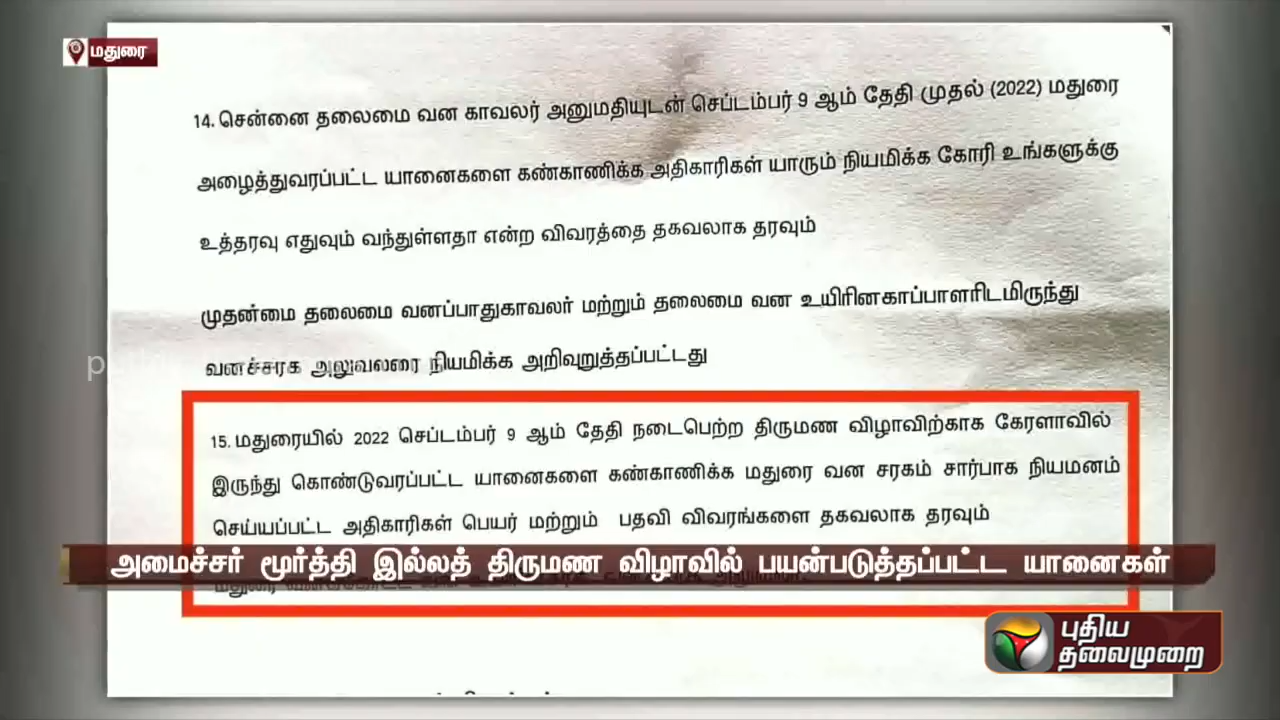 மதுரை
14. சென்னை தலைமை வன காவலர் அனுமதியுடன் செப்டம்பர் 9 ஆம் தேதி முதல் (2022) மதுரை
அழைத்துவரப்பட்ட யானைகளை கண்காணிக்க அதிகாரிகள் யாரும் நியமிக்க கோரி உங்களுக்கு
உத்தரவு எதுவும் வந்துள்ளதா என்ற விவரத்தை தகவலாக தரவும்
முதன்மை தலைமை வனப்பாதுகாவலர் மற்றும் தலைமை வன உயிரினகாப்பாளரிடமிருந்து
வனச்சரக அலுவலரை நியமிக்க அறிவுறுத்தப்பட்டது
15. மதுரையில் 2022 செப்டம்பர் 9 ஆம் தேதி நடைபெற்ற திருமண விழாவிற்காக கேரளாவில்
இருந்து கொண்டுவரப்பட்ட யானைகளை கண்காணிக்க மதுரை வன சரகம் சார்பாக நியமனம்
செய்யப்பட்ட அதிகாரிகள் பெயர் மற்றும் பதவி விவரங்களை தகவலாக தரவும்
அமைச்சர் மூர்த்தி இல்லத் திருமண விழாவில் பயன்படுத்தப்பட்ட யானைகள்
புதிய
தலைமுறை